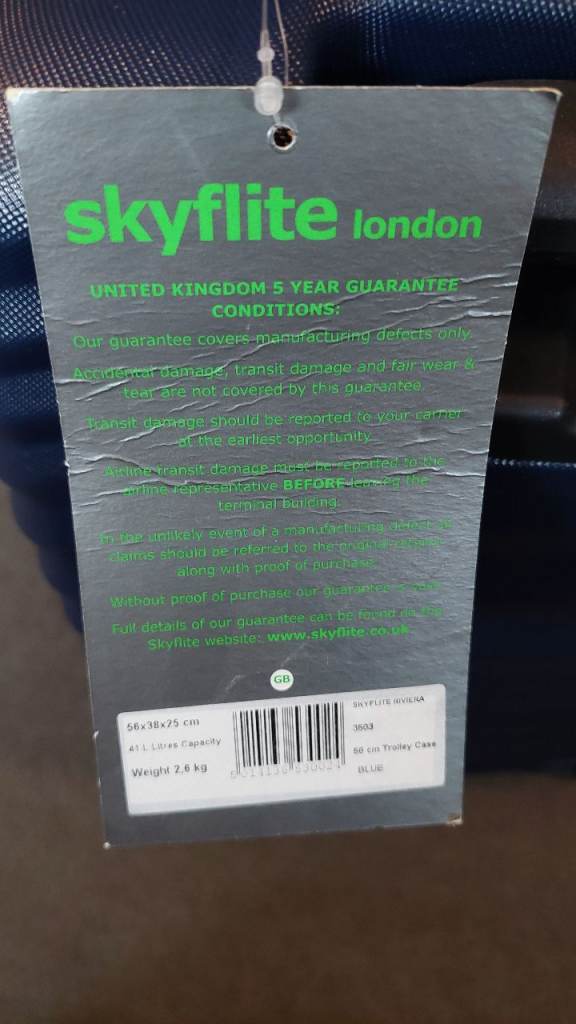 skyflite london
UNITED KINGDOM 5 YEAR GUARANTEE
CONDITIONS:
Our guarantee covers manufacturing defects only.
Accidental damage, transit damage and fair wear &
tear are not covered by this guarantee.
Transit damage should be reported to your carrier
at the earliest opportunity.
Airline transit damage must be reported to the
airline representative BEFORE leaving the
terminal building.
In the unlikely event of a manufacturing defect all
claims should be referred to the original retailer
along with proof of purchase.
Without proof of purchase our guarantee is void.
Full details of our guarantee can be found on the
Skyflite website: www.skyflite.co.uk
GB
56x38x25 cm
41 L Litres Capacity
Weight 2,6 kg
SKYFLITE RIVIERA
3503
56 cm Trolley Case
BLUE